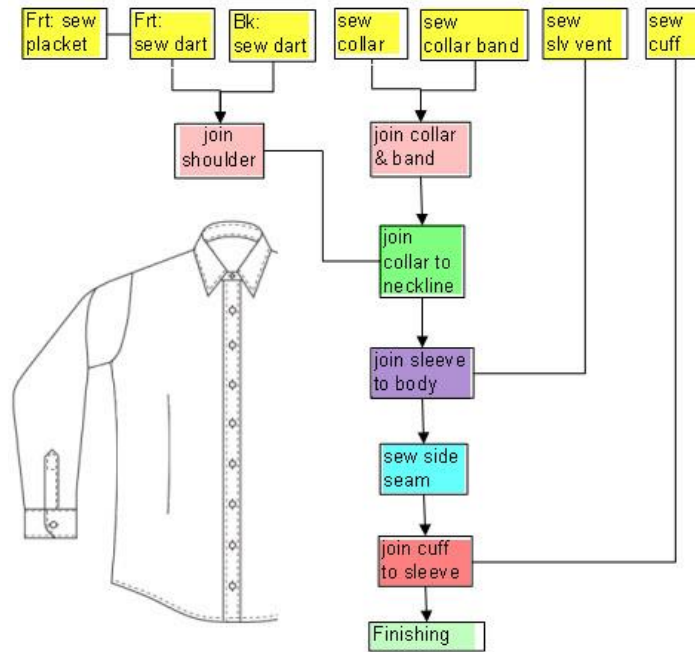 Frt: sew
placket
Frt:
sew dart
Bk:
sew dart
sew
collar
sew
collar band
sew
slv vent
sew
cuff
join
shoulder
join collar
& band
join
collar to
neckline
join sleeve
to body
sew side
seam
join cuff
to sleeve
Finishing